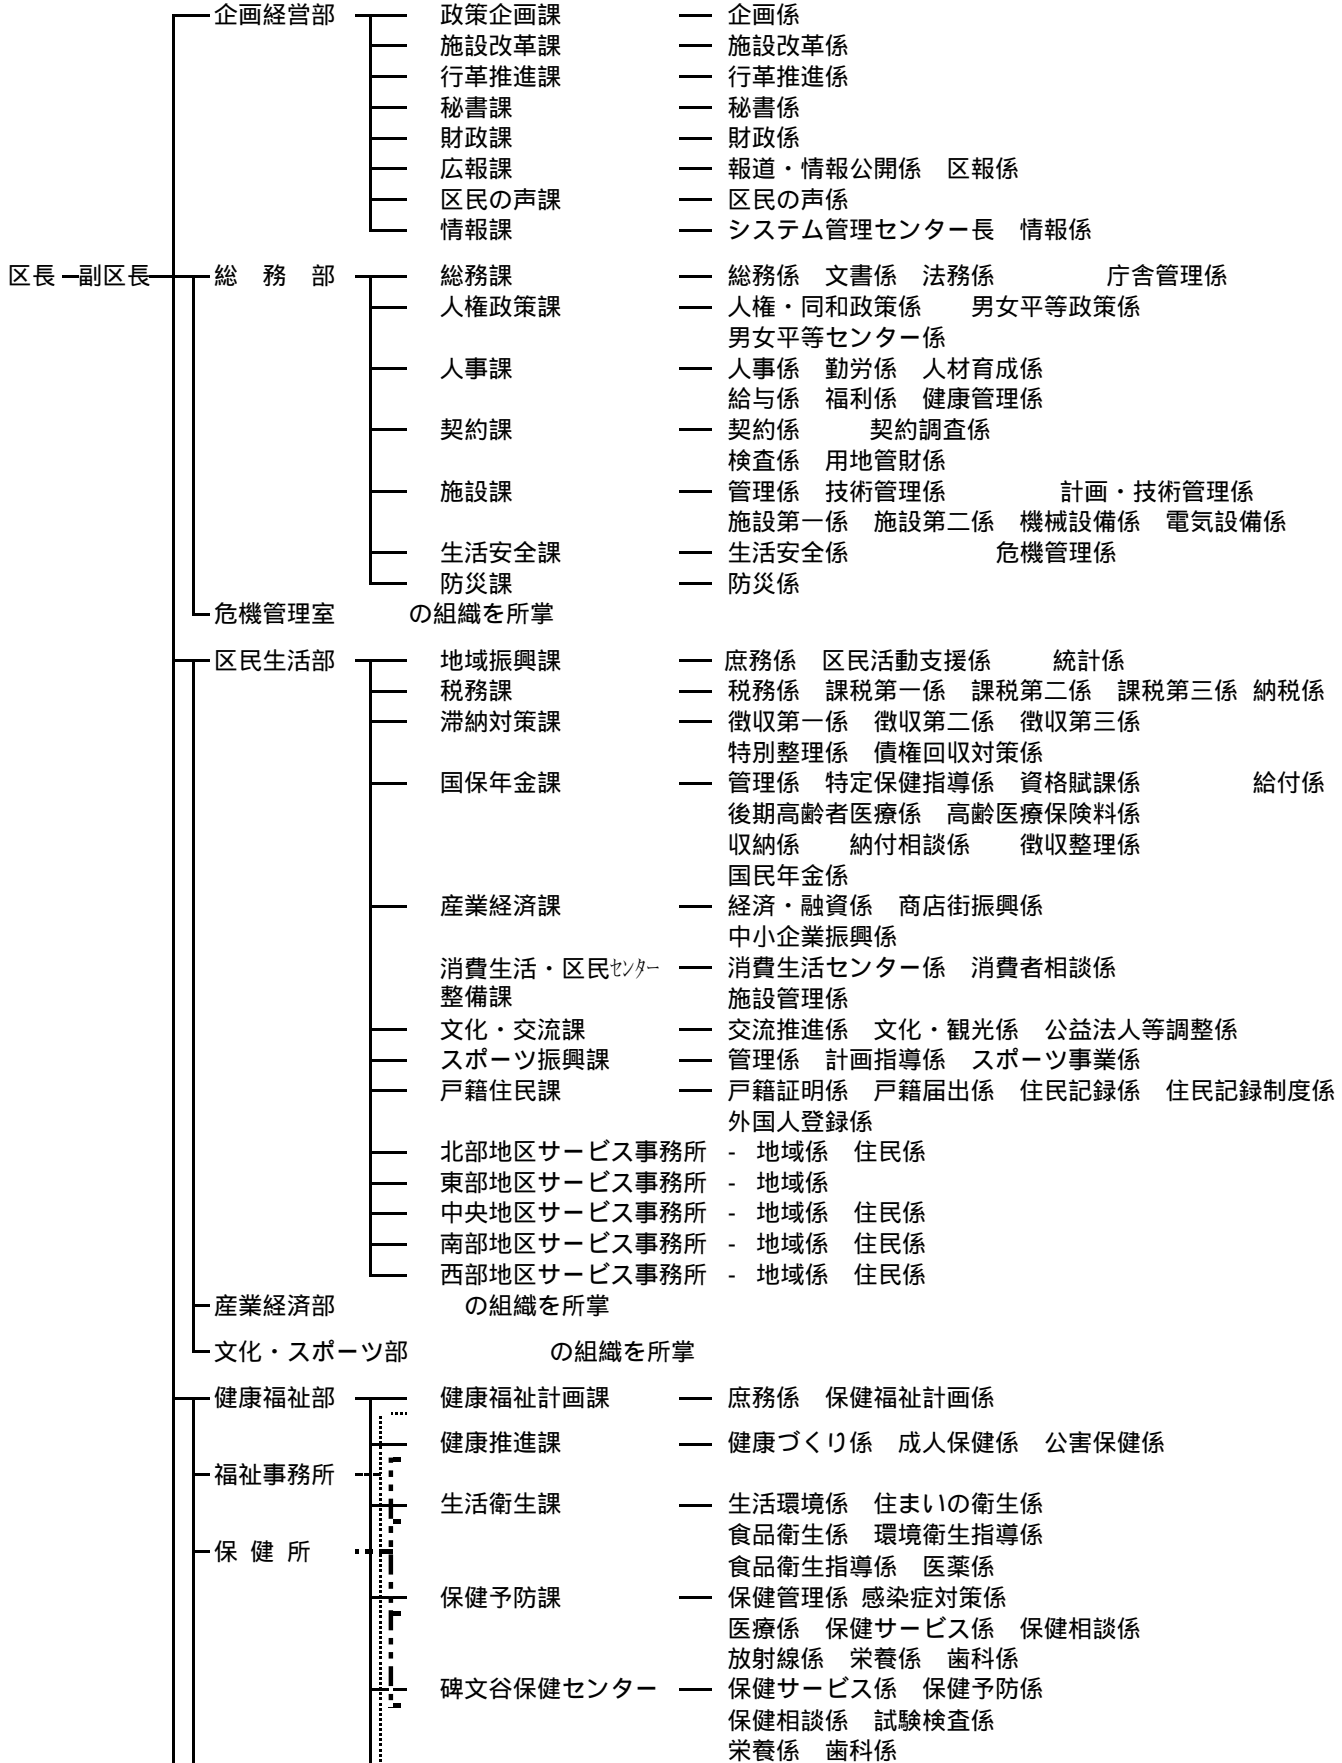 企画経営部　政策企画課　企画係
施設改革課　施設改革係
行革推進課　行革推進係
秘書課　秘書係
財政課　財政係
広報課　報道・情報公開係　区報係
区民の声課　区民の声係
情報課　システム管理センター長　情報係
区長　副区長　総　務　部　総務課　総務係　文書係　法務係　庁舎管理係
人権政策課　人権・同和政策係　男女平等政策係
男女平等センター係
人事課　人事係　勤労係　人材育成係
給与係　福利係　健康管理係
契約課　契約係　契約調査係
検査係　用地管財係
施設課　管理係　技術管理係　計画・技術管理係
施設第一係　施設第二係　機械設備係　電気設備係
生活安全課　生活安全係　危機管理係
防災課　防災係
危機管理室　の組織を所掌
区民生活部　地域振興課　庶務係　区民活動支援係　統計係
税務課　税務係　課税第一係　課税第二係　課税第三係　納税係
滞納対策課　徴収第一係　徴収第二係　徴収第三係
特別整理係　債権回収対策係
国保年金課　管理係　特定保健指導係　資格賦課係　給付係
後期高齢者医療係　高齢医療保険料係
収納係　納付相談係　徴収整理係
国民年金係
産業経済課　経済・融資係　商店街振興係
中小企業振興係
消費生活・区民ｾﾝﾀｰ　消費生活センター係　消費者相談係
整備課　施設管理係
文化・交流課　交流推進係　文化・観光係　公益法人等調整係
スポーツ振興課　管理係　計画指導係　スポーツ事業係
戸籍住民課　戸籍証明係　戸籍届出係　住民記録係　住民記録制度係
外国人登録係
北部地区サービス事務所　-　地域係　住民係
東部地区サービス事務所　-　地域係
中央地区サービス事務所　-　地域係　住民係
南部地区サービス事務所　-　地域係　住民係
西部地区サービス事務所　-　地域係　住民係
産業経済部　の組織を所掌
文化・スポーツ部　の組織を所掌
健康福祉部　健康福祉計画課　庶務係　保健福祉計画係
健康推進課　健康づくり係　成人保健係　公害保健係
福祉事務所
生活衛生課　生活環境係　住まいの衛生係
食品衛生係　環境衛生指導係
保 健 所
食品衛生指導係　医薬係
保健予防課　保健管理係 感染症対策係
医療係　保健サービス係　保健相談係
放射線係　栄養係　歯科係
碑文谷保健センター　保健サービス係　保健予防係
保健相談係　試験検査係
栄養係　歯科係